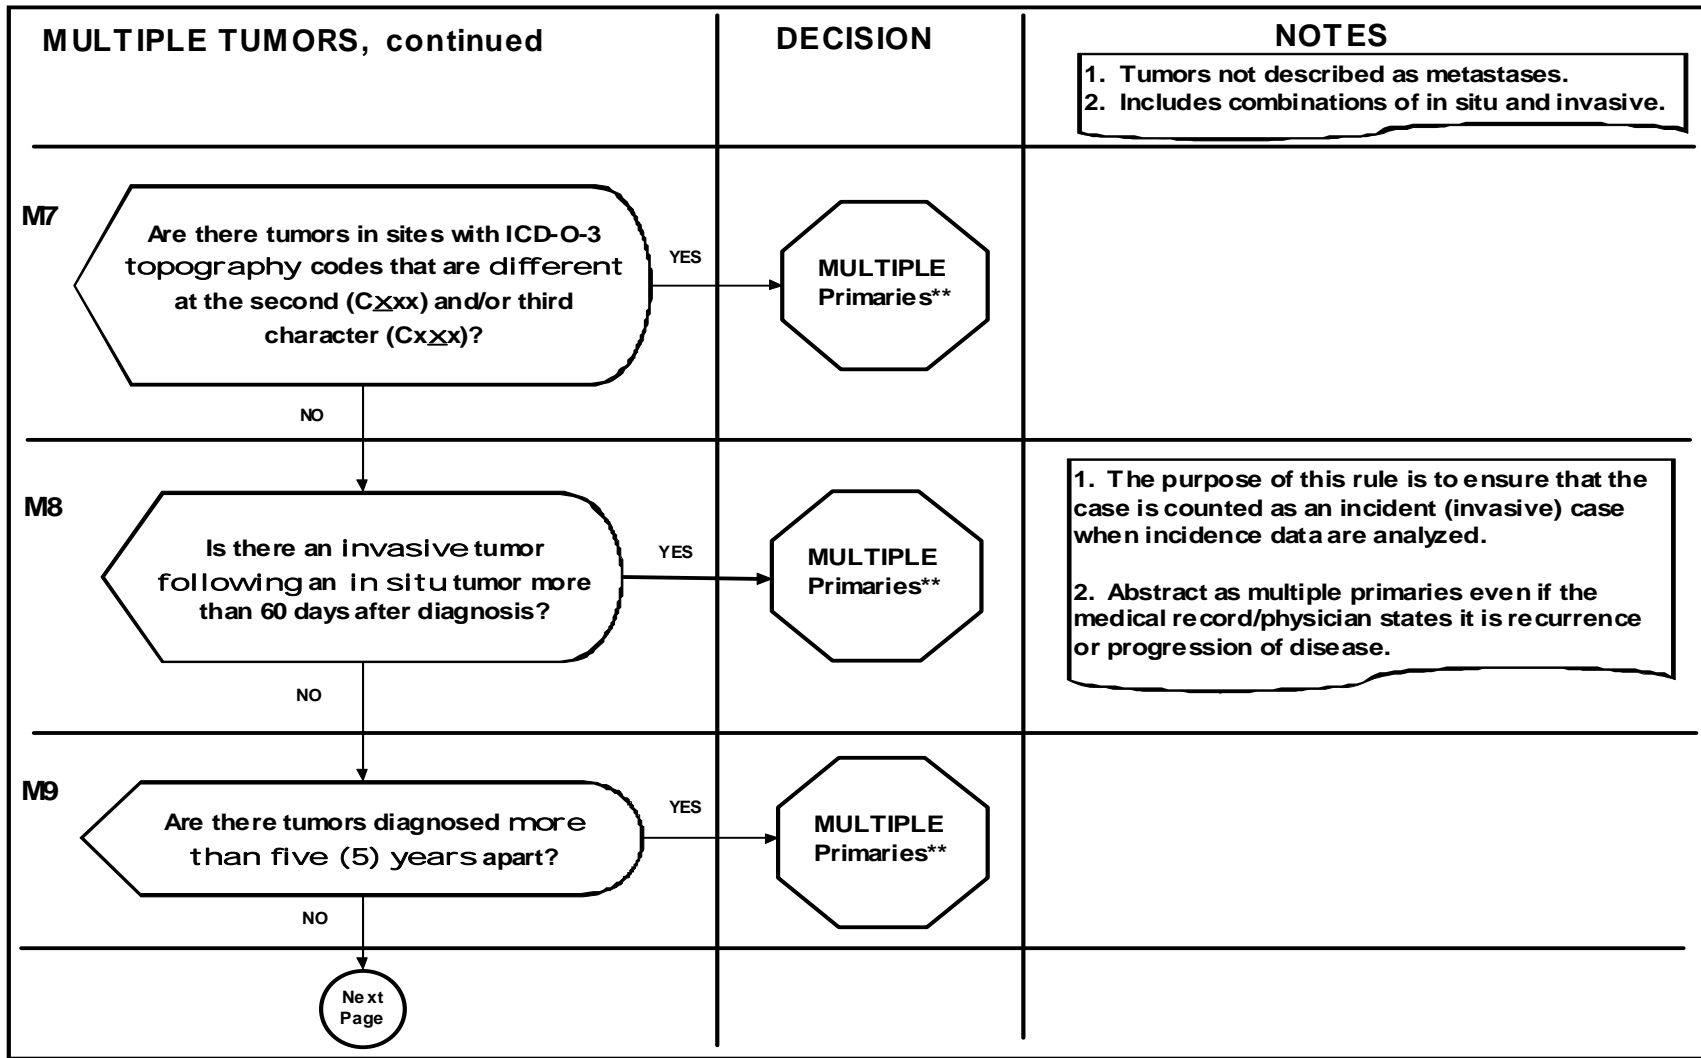 MULTIPLE TUMORS, continued
DECISION
NOTES
1. Tumors not described as metastases.
2. Includes combinations of in situ and invasive.
M7
Are there tumors in sites with ICD-O-3
topography codes that are different
at the second (Cxxx) and/or third
character (Cxxx)?
YES
MULTIPLE
Primaries**
NO
M8
Is there an invasive tumor
following an in situ tumor more
than 60 days after diagnosis?
YES
MULTIPLE
Primaries**
1. The purpose of this rule is to ensure that the
case is counted as an incident (invasive) case
when incidence data are analyzed.
2. Abstract as multiple primaries even if the
medical record/physician states it is recurrence
or progression of disease.
NO
M9
Are there tumors diagnosed more
than five (5) years apart?
YES
MULTIPLE
Primaries**
NO
Next
Page